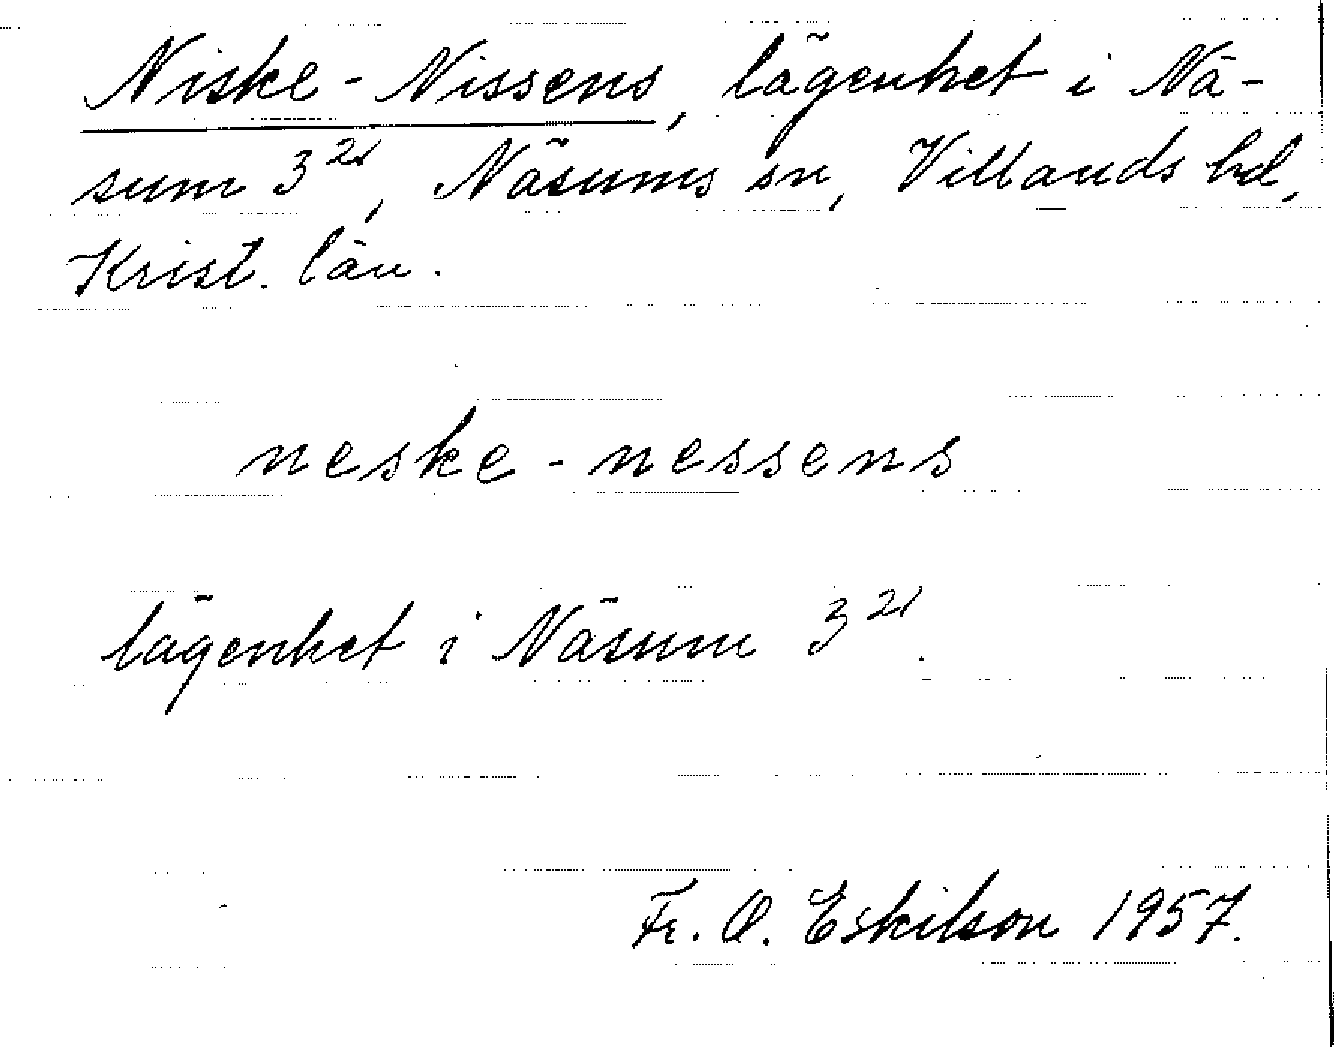 Niske-Nissens, lägenhet i Nä-
sum 3²¹, Näsums sn, Villands hd,
Krist. län.
neske-nessens
lägenhet i Näsum 3²¹.
Fr. O. Eskilson 1957.